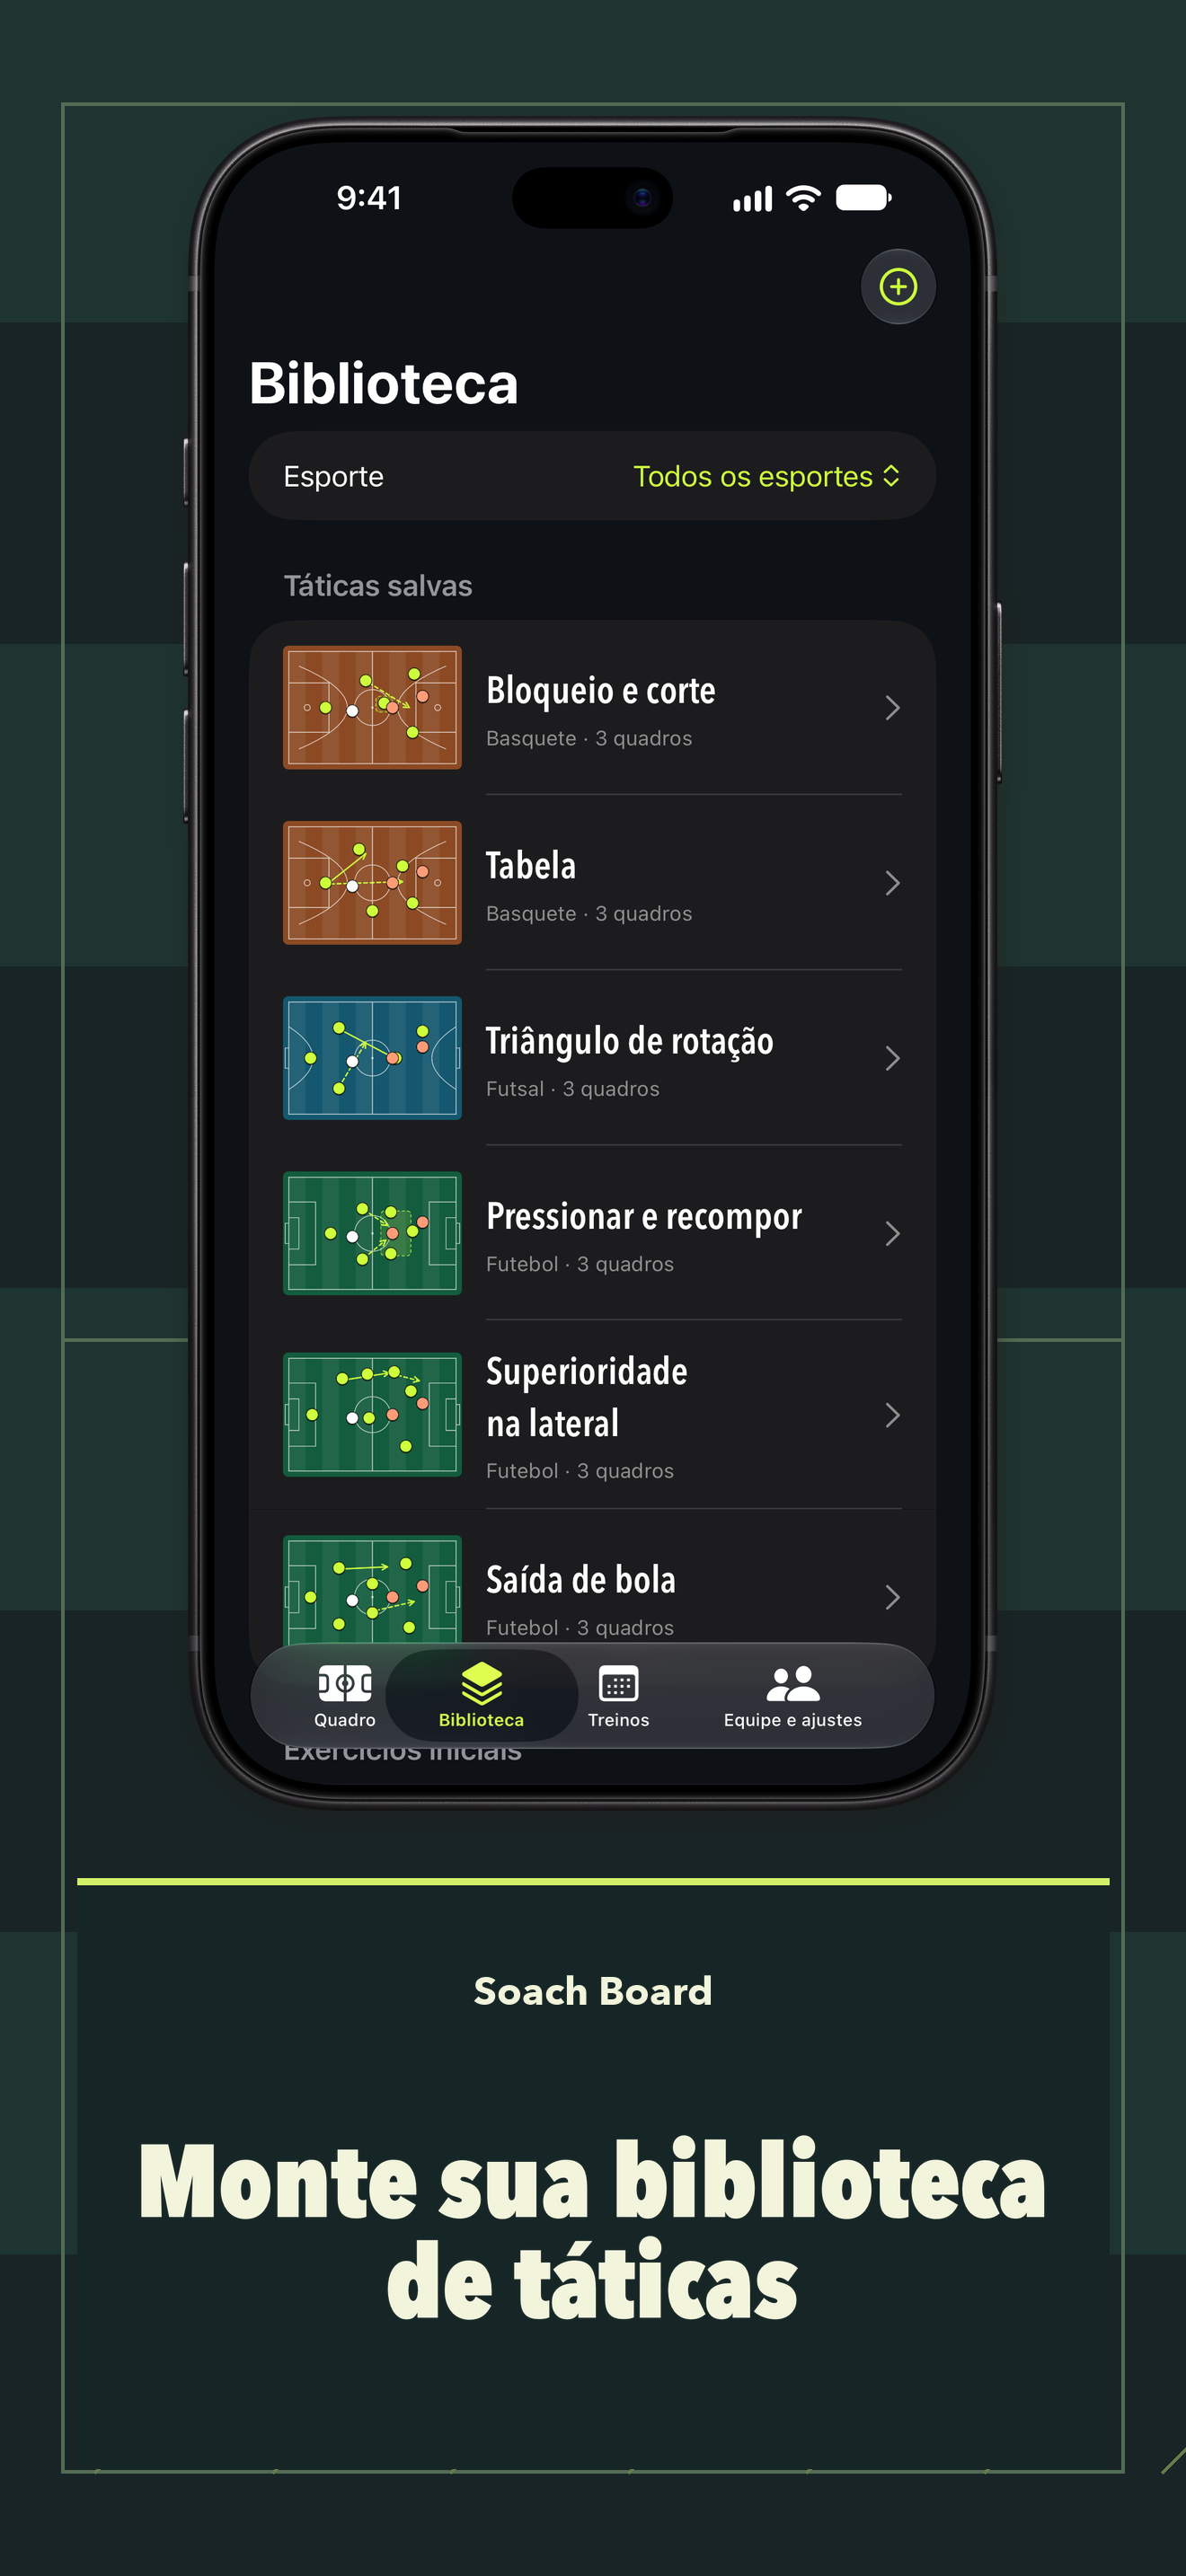 9:41
Biblioteca
Esporte
Todos os esportes
Táticas salvas
Bloqueio e corte
Basquete · 3 quadros
Tabela
Basquete · 3 quadros
Triângulo de rotação
Futsal · 3 quadros
Pressionar e recompor
Futebol · 3 quadros
Superioridade
na lateral
Futebol · 3 quadros
Saída de bola
Futebol · 3 quadros
Quadro
Biblioteca
Treinos
Equipe e ajustes
Exercícios iniciais
Soach Board
Monte sua biblioteca
de táticas